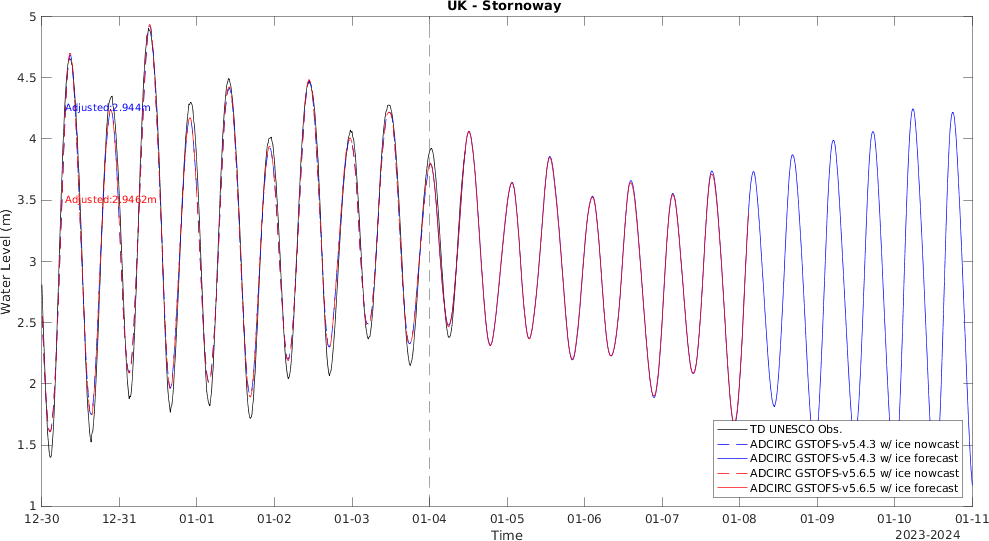 UK - Stornoway
5
4.5
4
3.5
3
2.5
2
1.5
1
Water Level (m)
Adjusted:2.944m
Adjusted:2.9462m
TD UNESCO Obs.
ADCIRC GSTOFS-v5.4.3 w/ ice nowcast
ADCIRC GSTOFS-v5.4.3 w/ ice forecast
ADCIRC GSTOFS-v5.6.5 w/ ice nowcast
ADCIRC GSTOFS-v5.6.5 w/ ice forecast
12-30 12-31 01-01 01-02 01-03 01-04 01-05 01-06 01-07 01-08 01-09 01-10 01-11
Time
2023-2024